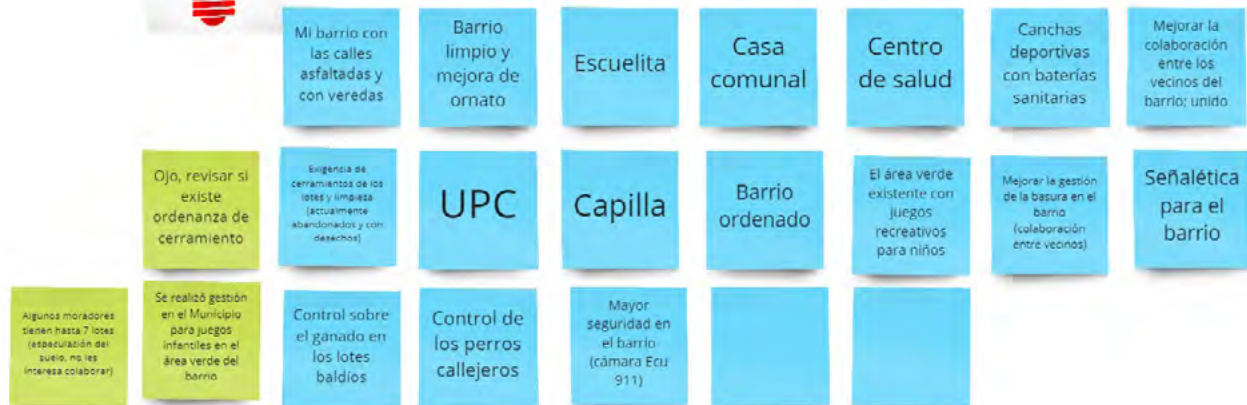 Mi barrio con
las calles
asfaltadas y
con veredas
Barrio
limpio y
mejora de
ornato
Escuelita
Casa
comunal
Centro
de salud
Canchas
deportivas
con baterías
sanitarias
Mejorar la
colaboración
entre los
vecinos del
barrio; unido
Ojo, revisar si
existe
ordenanza de
cerramiento
Exigencia de
cerramientos de los
lotes y limpieza
(actualmente
abandonados y con
desechos)
UPC
Capilla
Barrio
ordenado
El área verde
existente con
juegos
recreativos
para niños
Mejorar la gestión
de la basura en el
barrio
(colaboración
entre vecinos)
Señalética
para el
barrio
Algunos moradores
tienen hasta 7 lotes
(especulación del
suelo, no les
interesa colaborar)
Se realizó gestión
en el Municipio
para juegos
infantiles en el
área verde del
barrio
Control sobre
el ganado en
los lotes
baldíos
Control de
los perros
callejeros
Mayor
seguridad en
el barrio
(cámara Ecu
911)